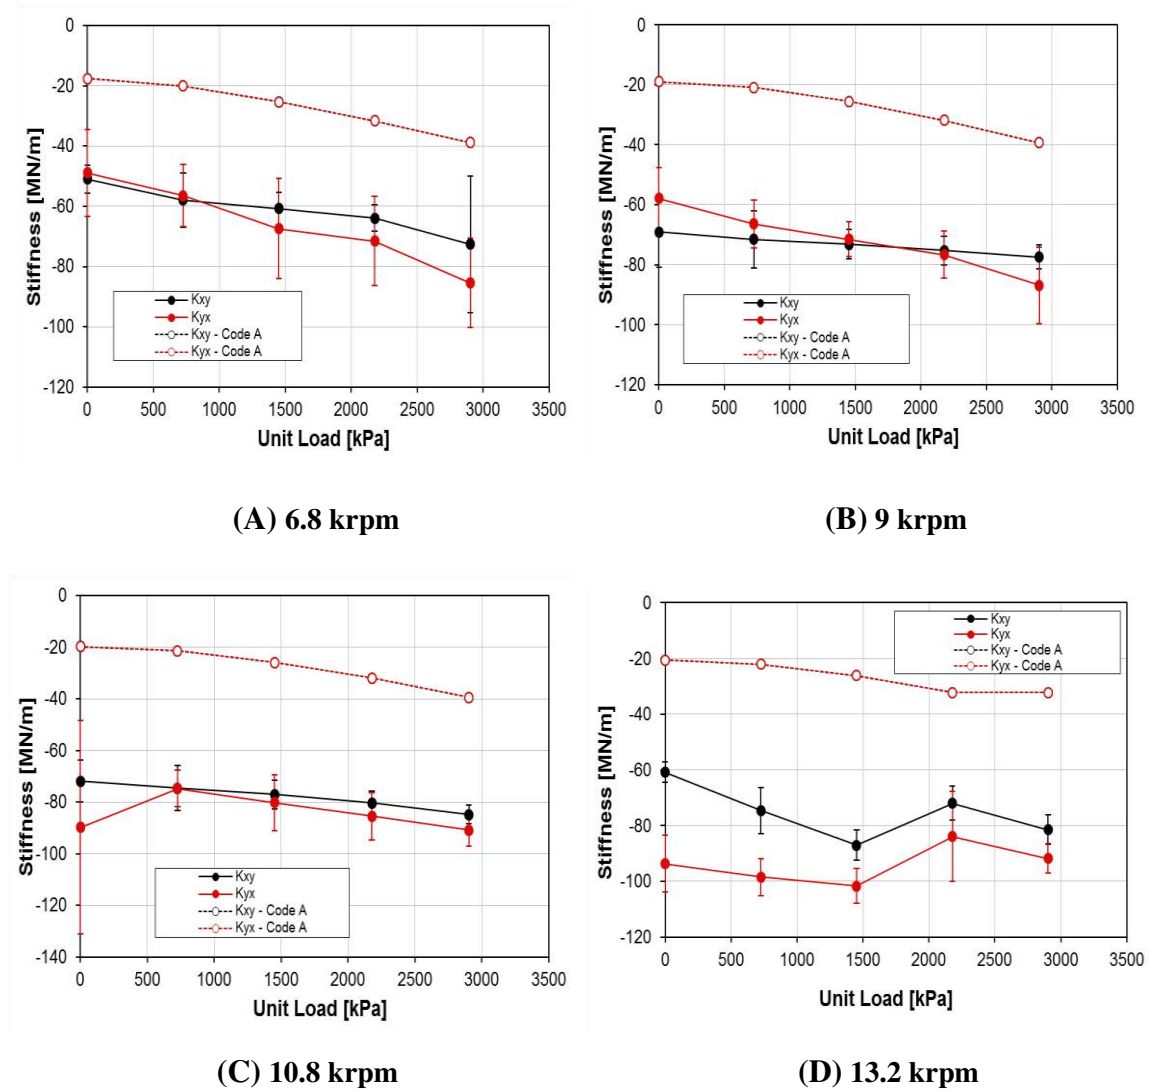 0
-20
-40
-60
-80
-100
-120
Stiffness [MN/m]
Kxy
Kyx
Kxy - Code A
Kyx - Code A
0 500 1000 1500 2000 2500 3000 3500
Unit Load [kPa]
(A) 6.8 krpm
0
-20
-40
-60
-80
-100
-120
Stiffness [MN/m]
Kxy
Kyx
Kxy - Code A
Kyx - Code A
0 500 1000 1500 2000 2500 3000 3500
Unit Load [kPa]
(B) 9 krpm
0
-20
-40
-60
-80
-100
-120
-140
Stiffness [MN/m]
Kxy
Kyx
Kxy - Code A
Kyx - Code A
0 500 1000 1500 2000 2500 3000 3500
Unit Load [kPa]
(C) 10.8 krpm
0
-20
-40
-60
-80
-100
-120
Stiffness [MN/m]
Kxy
Kyx
Kxy - Code A
Kyx - Code A
0 500 1000 1500 2000 2500 3000 3500
Unit Load [kPa]
(D) 13.2 krpm